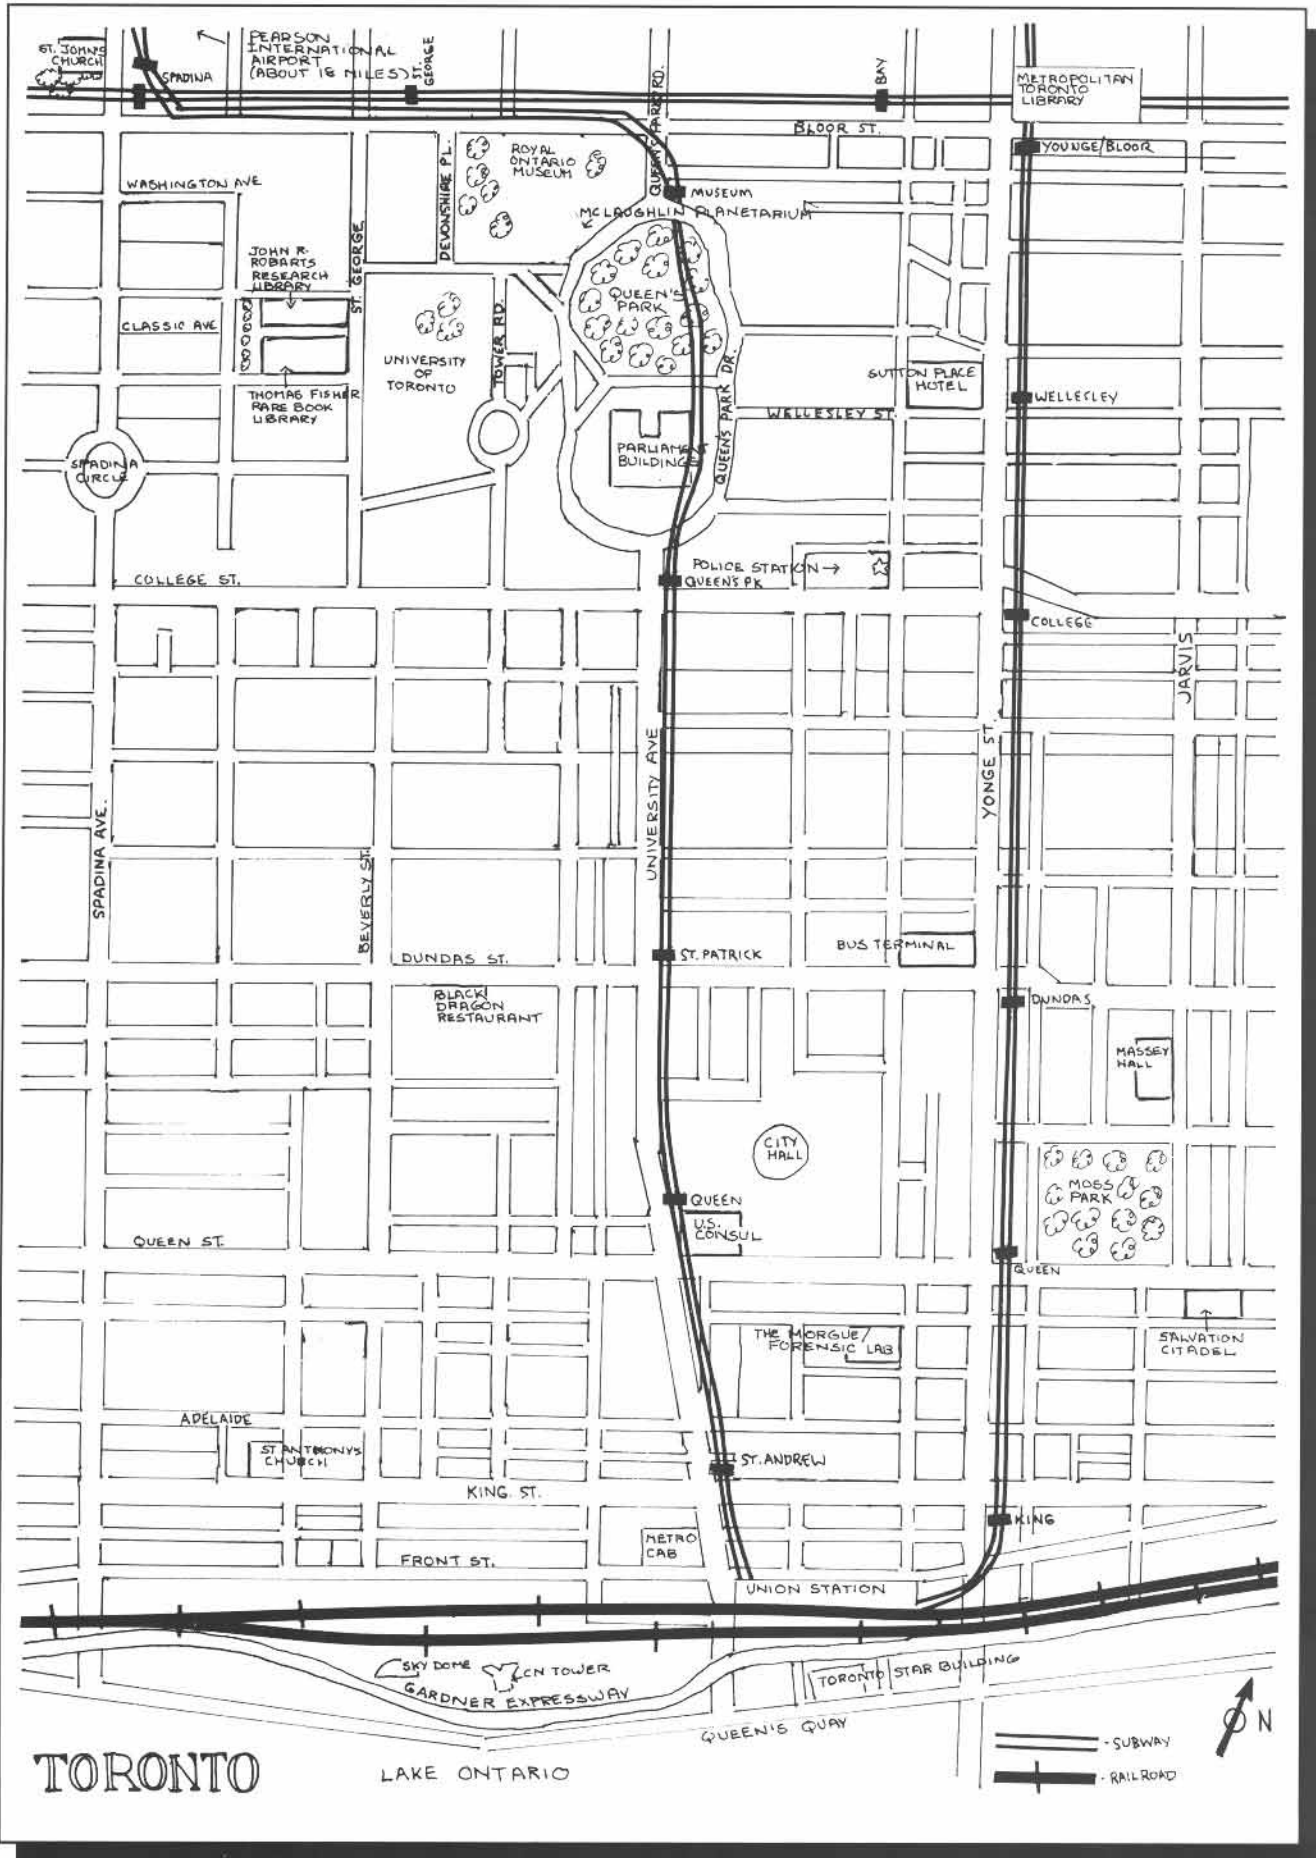 ST. JOHN'S
CHURCH
SPADINA
PEARSON
INTERNATIONAL
AIRPORT
(ABOUT 18 MILES)
ST. GEORGE
QUEEN'S PARK RD.
BAY
METROPOLITAN
TORONTO
LIBRARY
BLOOR ST.
YOUNGE/BLOOR
WASHINGTON AVE
DEVONSHIRE PL.
ROYAL
ONTARIO
MUSEUM
MUSEUM
MCLAUGHLIN PLANETARIUM
JOHN R.
ROBARTS
RESEARCH
LIBRARY
ST. GEORGE
QUEEN'S
PARK
CLASSIC AVE
TOWER RD.
UNIVERSITY
OF
TORONTO
THOMAS FISHER
RARE BOOK
LIBRARY
SUTTON PLACE
HOTEL
WELLESLEY
QUEEN'S PARK DR.
WELLESLEY ST.
PARLIAMENT
BUILDINGS
SPADINA
CIRCLE
POLICE STATION →
QUEEN'S PK
COLLEGE ST.
COLLEGE
JARVIS
UNIVERSITY AVE
YONGE ST.
SPADINA AVE.
BEVERLY ST.
DUNDAS ST.
ST. PATRICK
BUS TERMINAL
BLACK
DRAGON
RESTAURANT
DUNDAS
MASSEY
HALL
CITY
HALL
MOSS
PARK
QUEEN
U.S.
CONSUL
QUEEN ST.
QUEEN
THE MORGUE/
FORENSIC LAB
SALVATION
CITADEL
ADELAIDE
ST ANTHONYS
CHURCH
ST. ANDREW
KING. ST.
KING
METRO
CAB
FRONT ST.
UNION STATION
SKY DOME
CN TOWER
GARDNER EXPRESSWAY
TORONTO STAR BUILDING
QUEEN'S QUAY
N
TORONTO
LAKE ONTARIO
- SUBWAY
- RAILROAD